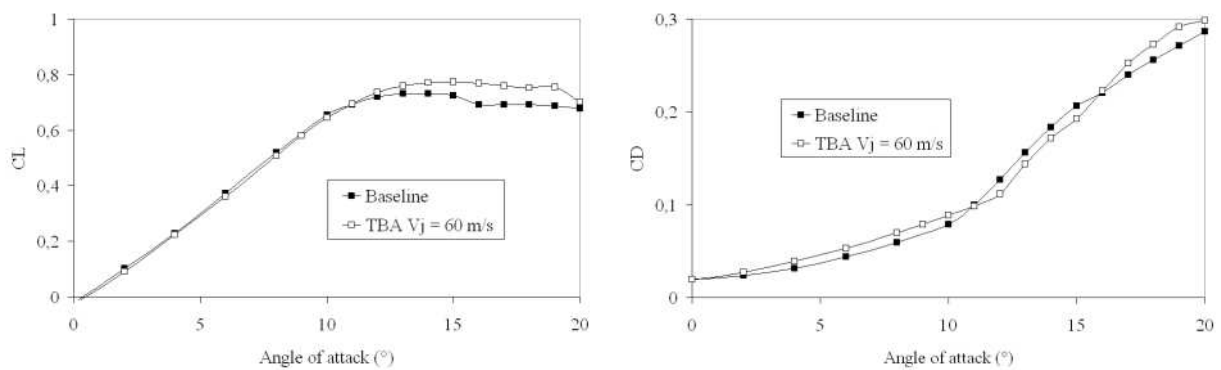 1
0,8
0,6
0,4
0,2
0
CL
0 5 10 15 20
Angle of attack (°)
Baseline
TBA Vj = 60 m/s
0,3
0,2
0,1
0
CD
0 5 10 15 20
Angle of attack (°)
Baseline
TBA Vj = 60 m/s